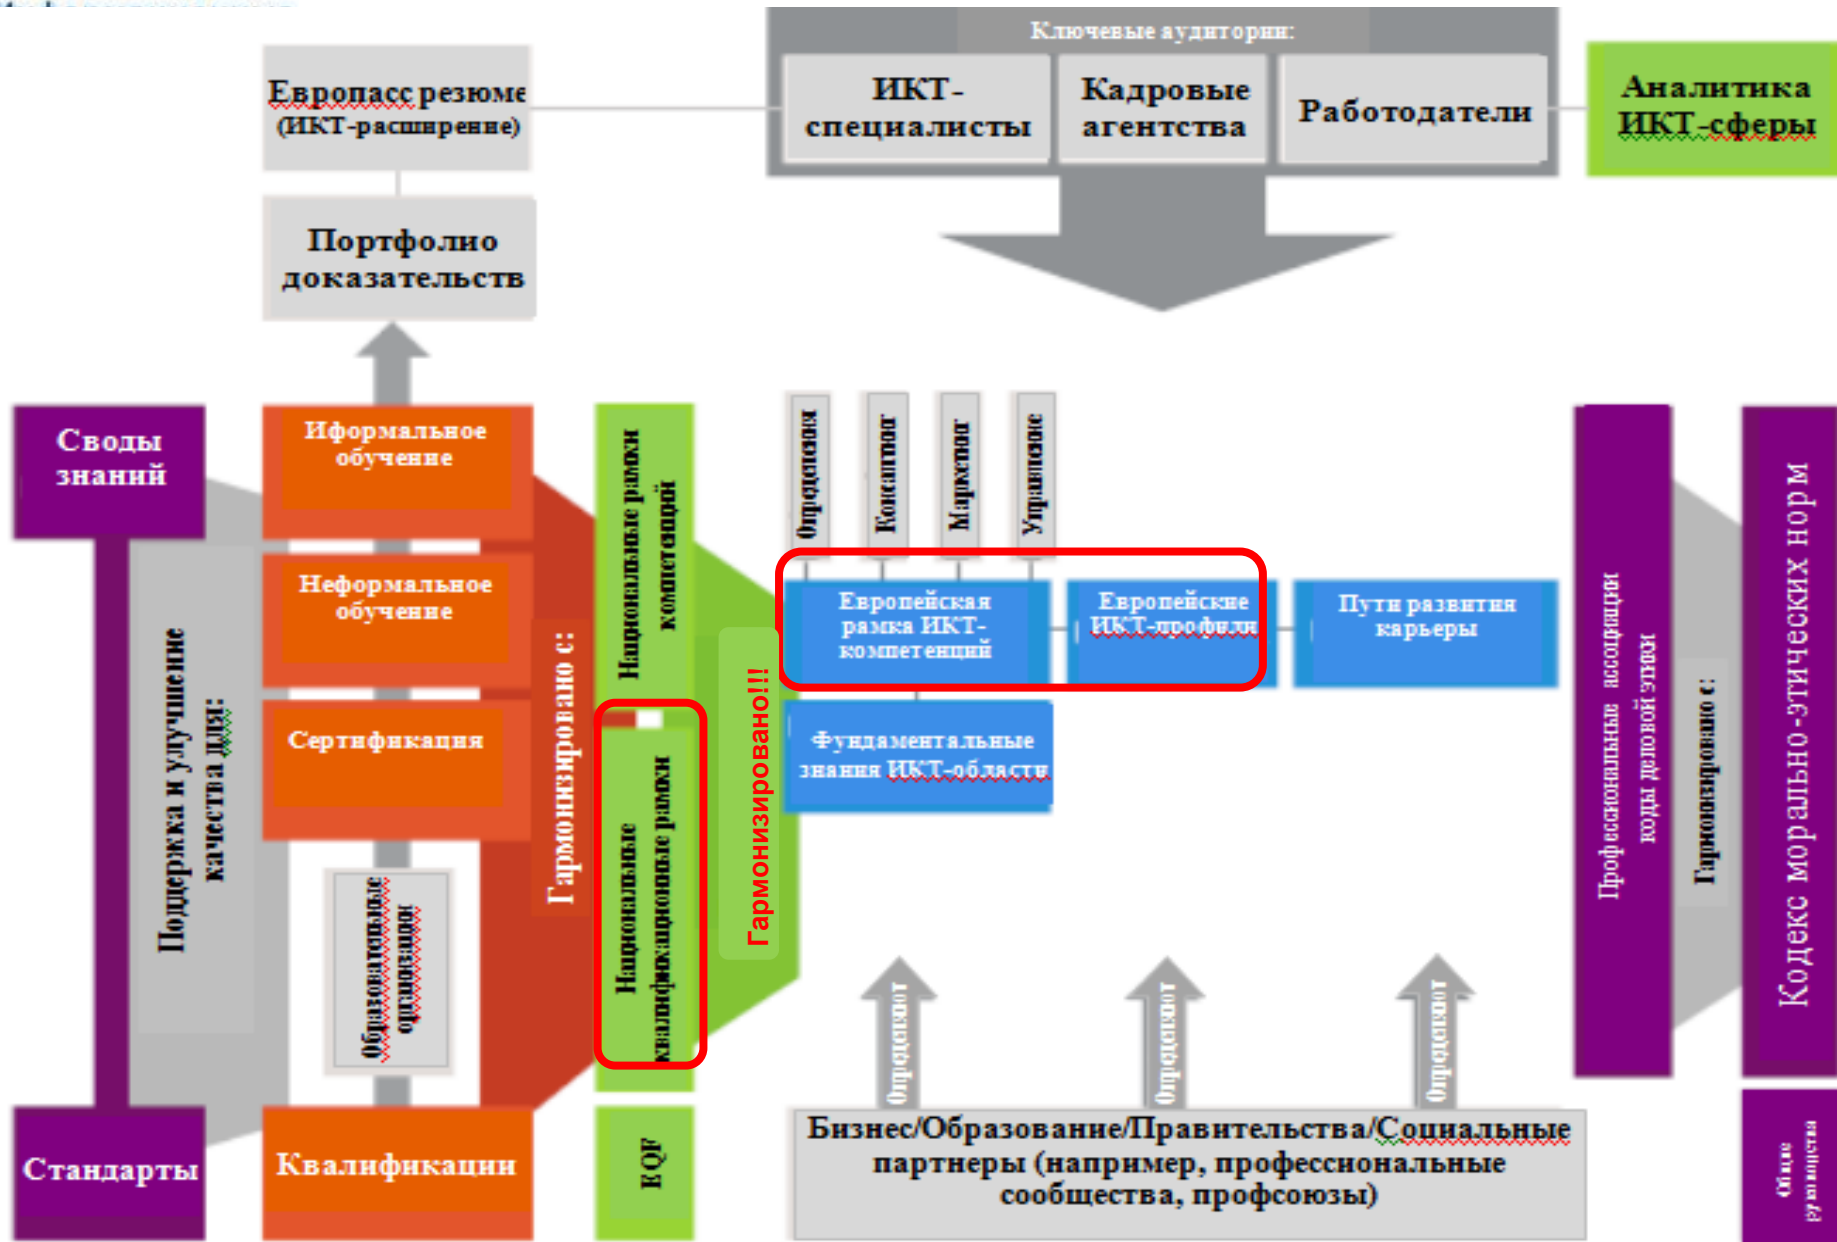 Ключевые аудитории:
Европасс резюме
(ИКТ-расширение)
ИКТ-
специалисты
Кадровые
агентства
Работодатели
Аналитика
ИКТ-сферы
Портфолио
доказательств
Своды
знаний
Поддержка и улучшение
качества для:
Стандарты
Иформальное
обучение
Неформальное
обучение
Сертификация
Образовательные
организации
Квалификации
Гармонизировано с:
Национальные рамки
компетенций
Национальные
квалификационные рамки
EQF
Гармонизировано!!!
Определения
Консалтинг
Маркетинг
Управление
Европейская
рамка ИКТ-
компетенций
Европейские
ИКТ-профили
Пути развития
карьеры
Фундаментальные
знания ИКТ-области
Определяют
Определяют
Определяют
Бизнес/Образование/Правительства/Социальные
партнеры (например, профессиональные
сообщества, профсоюзы)
Профессиональные ассоциации
коды деловой этики
Гармонизировано с:
Кодекс морально-этических норм
Общие
руководства